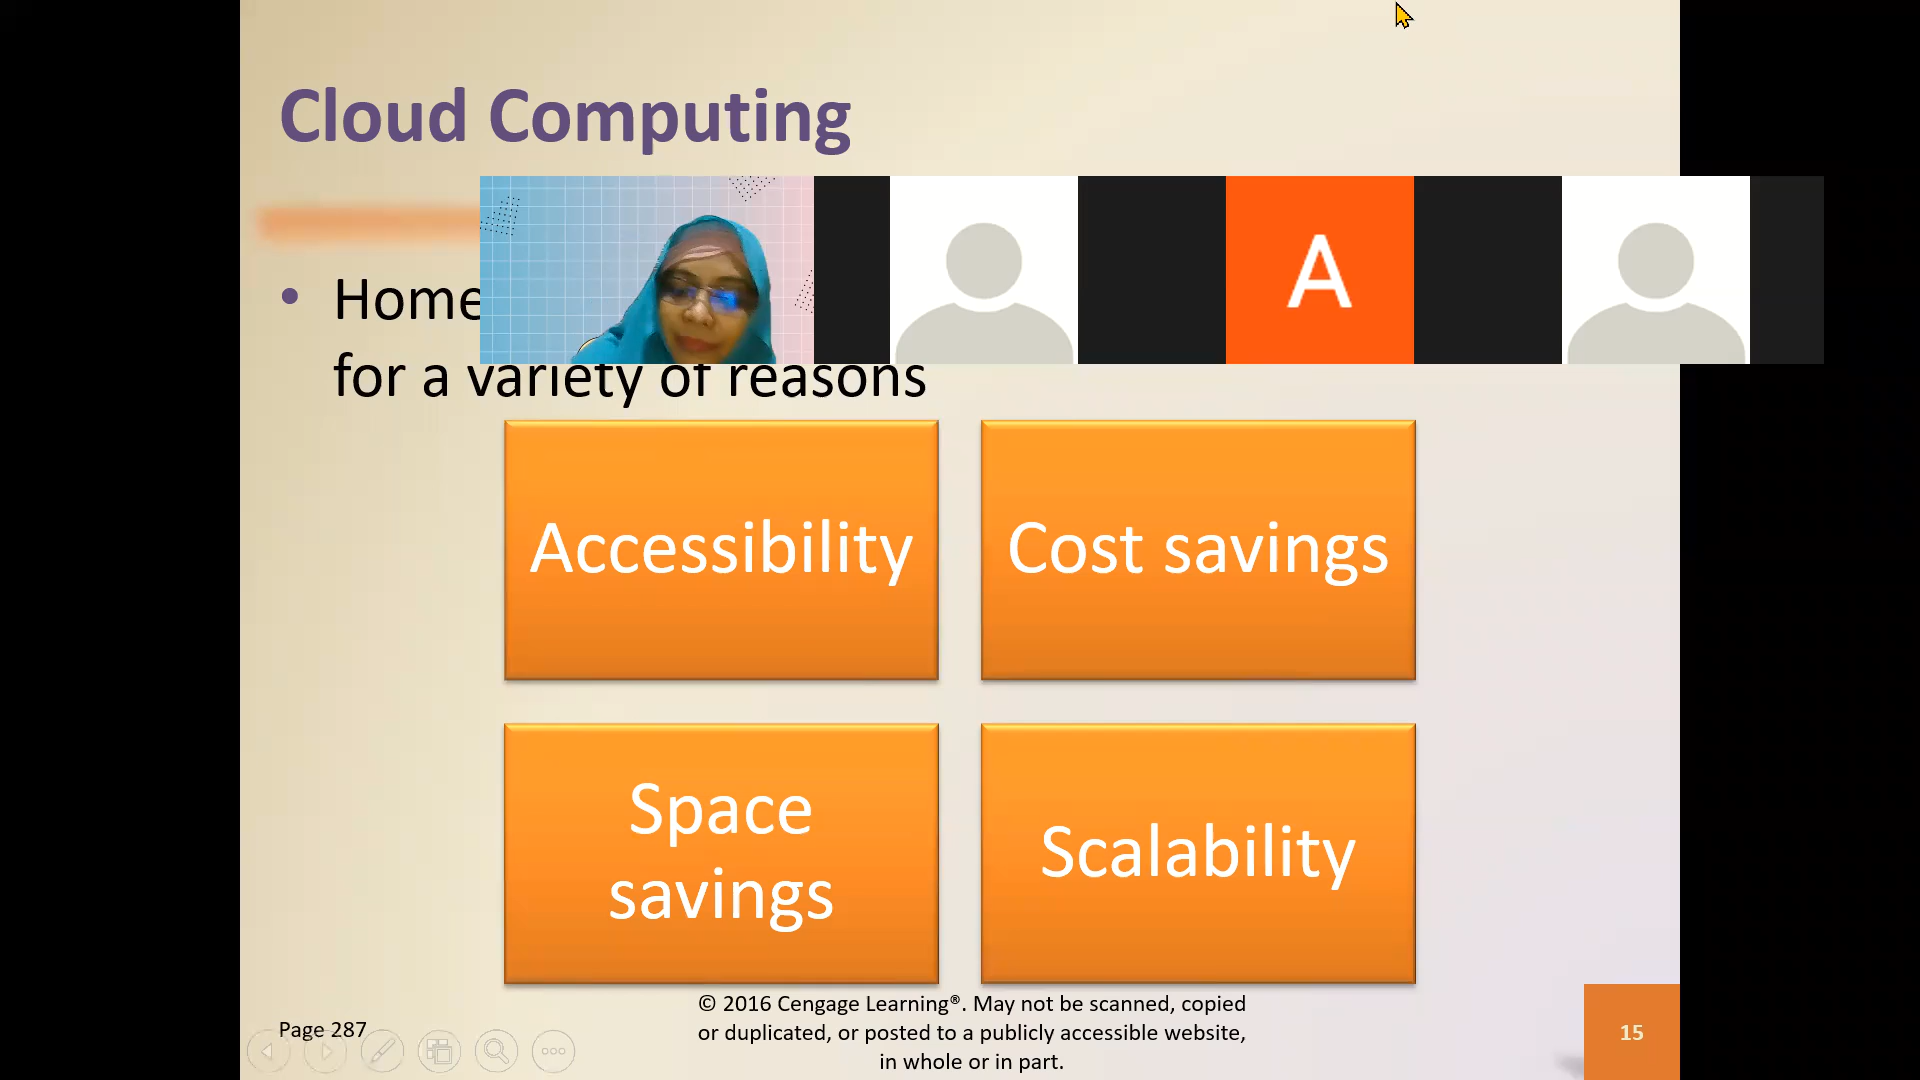 Cloud Computing
A
• Home
for a variety of reasons
Accessibility
Cost savings
Space
savings
Scalability
© 2016 Cengage Learning®. May not be scanned, copied
or duplicated, or posted to a publicly accessible website,
in whole or in part.
Page 287
15